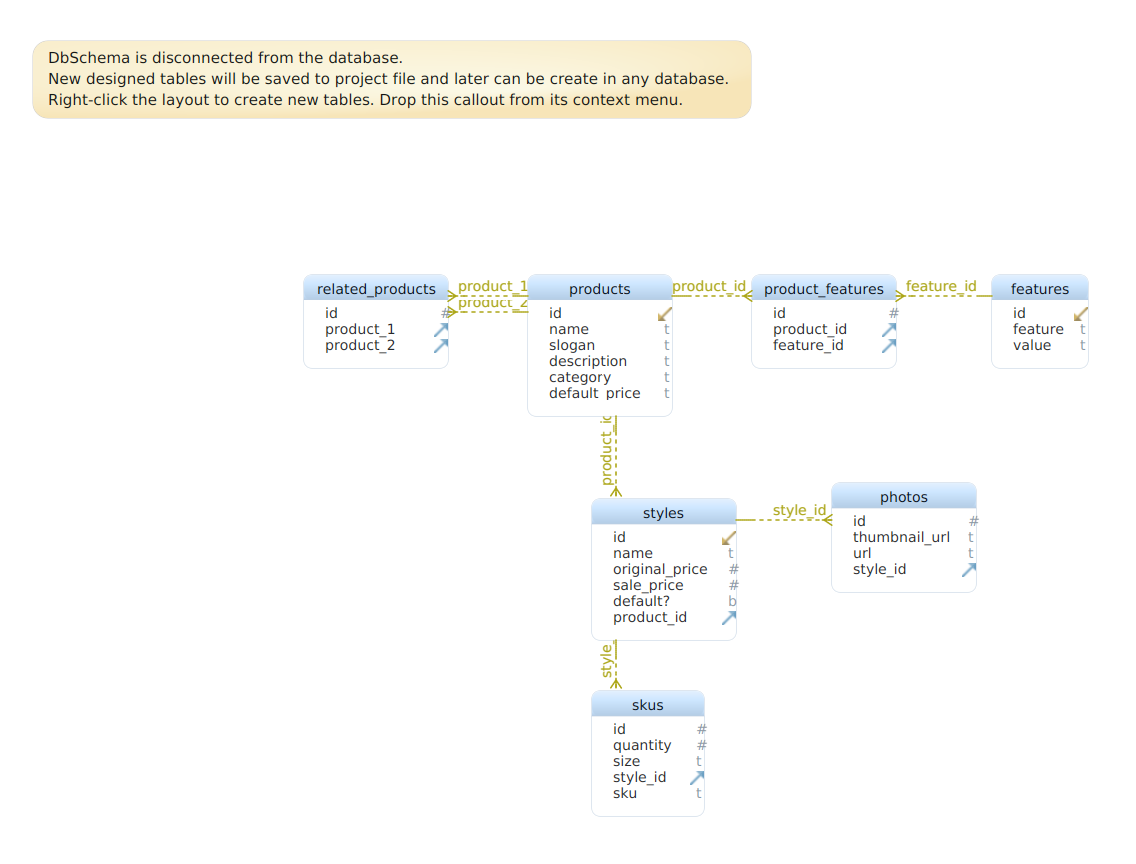 DbSchema is disconnected from the database.
New designed tables will be saved to project file and later can be create in any database.
Right-click the layout to create new tables. Drop this callout from its context menu.
related_products
id #
product_1
product_2
product_1
product_2
products
id
name t
slogan t
description t
category t
default_price t
product_id
product_features
id #
product_id
feature_id
feature_id
features
id
feature t
value t
product_id
styles
id
name t
original_price #
sale_price #
default? b
product_id
style_id
photos
id #
thumbnail_url t
url t
style_id
style_
skus
id #
quantity #
size t
style_id
sku t